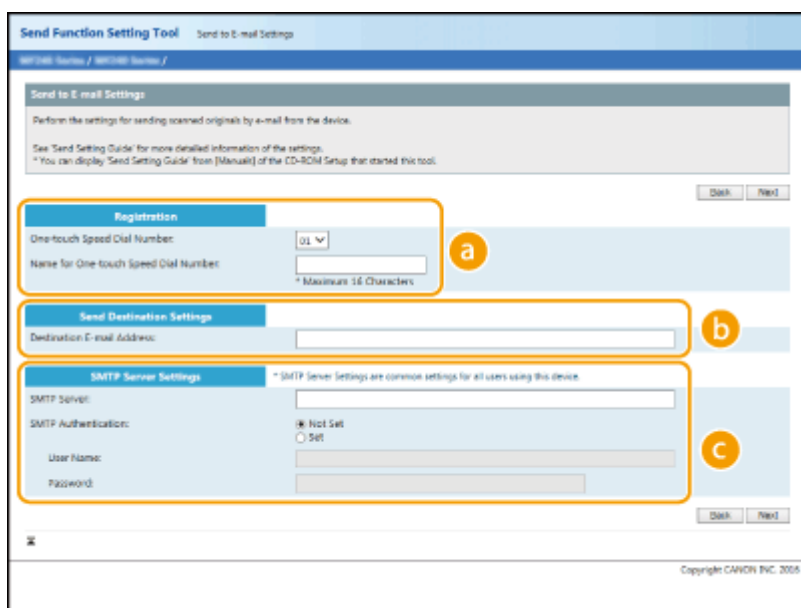 Send Function Setting Tool Send to E-mail Settings
Send to E-mail Settings
Perform the settings for sending scanned originals by e-mail from the device.
See 'Send Setting Guide' for more detailed information of the settings.
* You can display 'Send Setting Guide' from [Manuals] of the CD-ROM Setup that started this tool.
Back Next
Registration
One-touch Speed Dial Number:
01
Name for One-touch Speed Dial Number:
* Maximum 16 Characters
a
Send Destination Settings
Destination E-mail Address:
b
SMTP Server Settings * SMTP Server Settings are common settings for all users using this device.
SMTP Server:
SMTP Authentication:
Not Set
Set
User Name:
Password:
c
Back Next
Copyright CANON INC. 2016